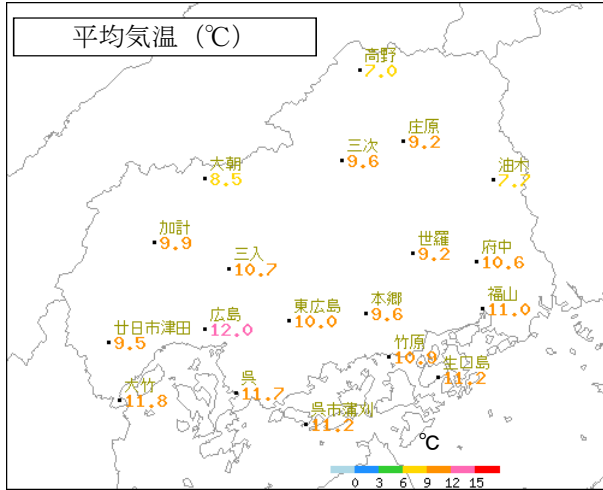 平均気温（℃）
高野
7.0
庄原
9.2
三次
9.6
大朝
8.5
油木
7.7
加計
9.9
三入
10.7
世羅
9.2
府中
10.6
福山
11.0
本郷
9.6
東広島
10.0
広島
12.0
廿日市津田
9.5
竹原
10.9
生口島
11.2
大竹
11.8
呉
11.7
呉市蒲刈
11.2
℃
0 3 6 9 12 15